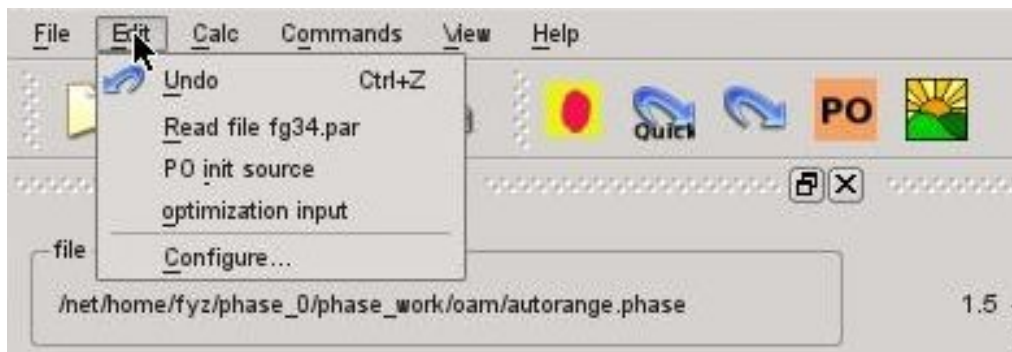 File Edit Calc Commands View Help
Undo Ctrl+Z
Quick PO
Read file fg34.par
PO init source
optimization input
file
Configure...
/net/home/fyz/phase_0/phase_work/oam/autorange.phase 1.5